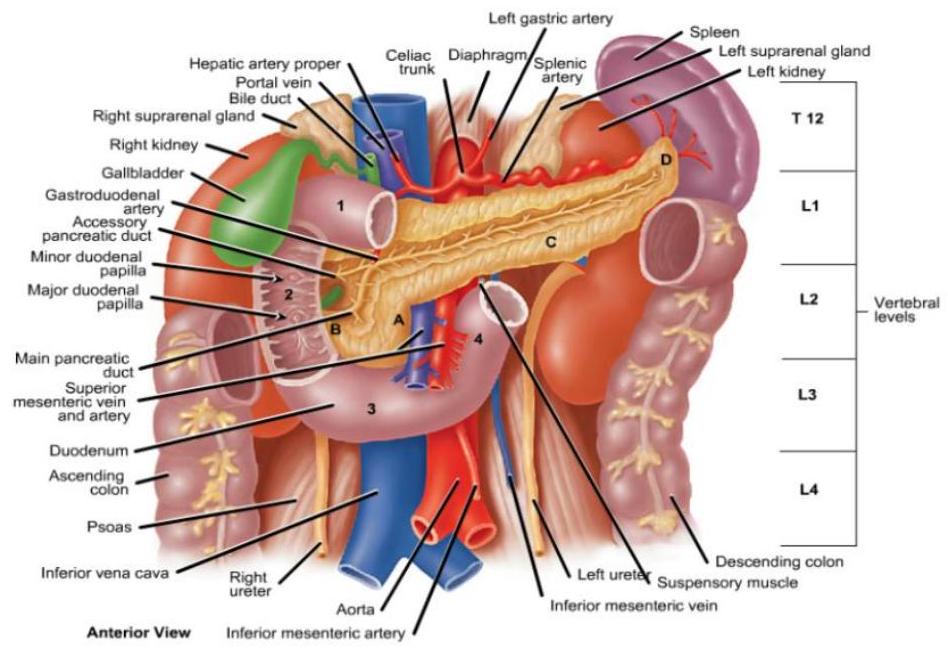 Left gastric artery
Spleen
Left suprarenal gland
Left kidney
Celiac
trunk
Diaphragm
Splenic
artery
Hepatic artery proper
Portal vein
Bile duct
Right suprarenal gland
Right kidney
Gallbladder
Gastroduodenal
artery
Accessory
pancreatic duct
Minor duodenal
papilla
Major duodenal
papilla
Main pancreatic
duct
Superior
mesenteric vein
and artery
Duodenum
Ascending
colon
Psoas
Inferior vena cava
Right
ureter
Aorta
Inferior mesenteric artery
Anterior View
1
2
3
4
A
B
C
D
T 12
L1
L2
L3
L4
Vertebral
levels
Descending colon
Suspensory muscle
Left ureter
Inferior mesenteric vein